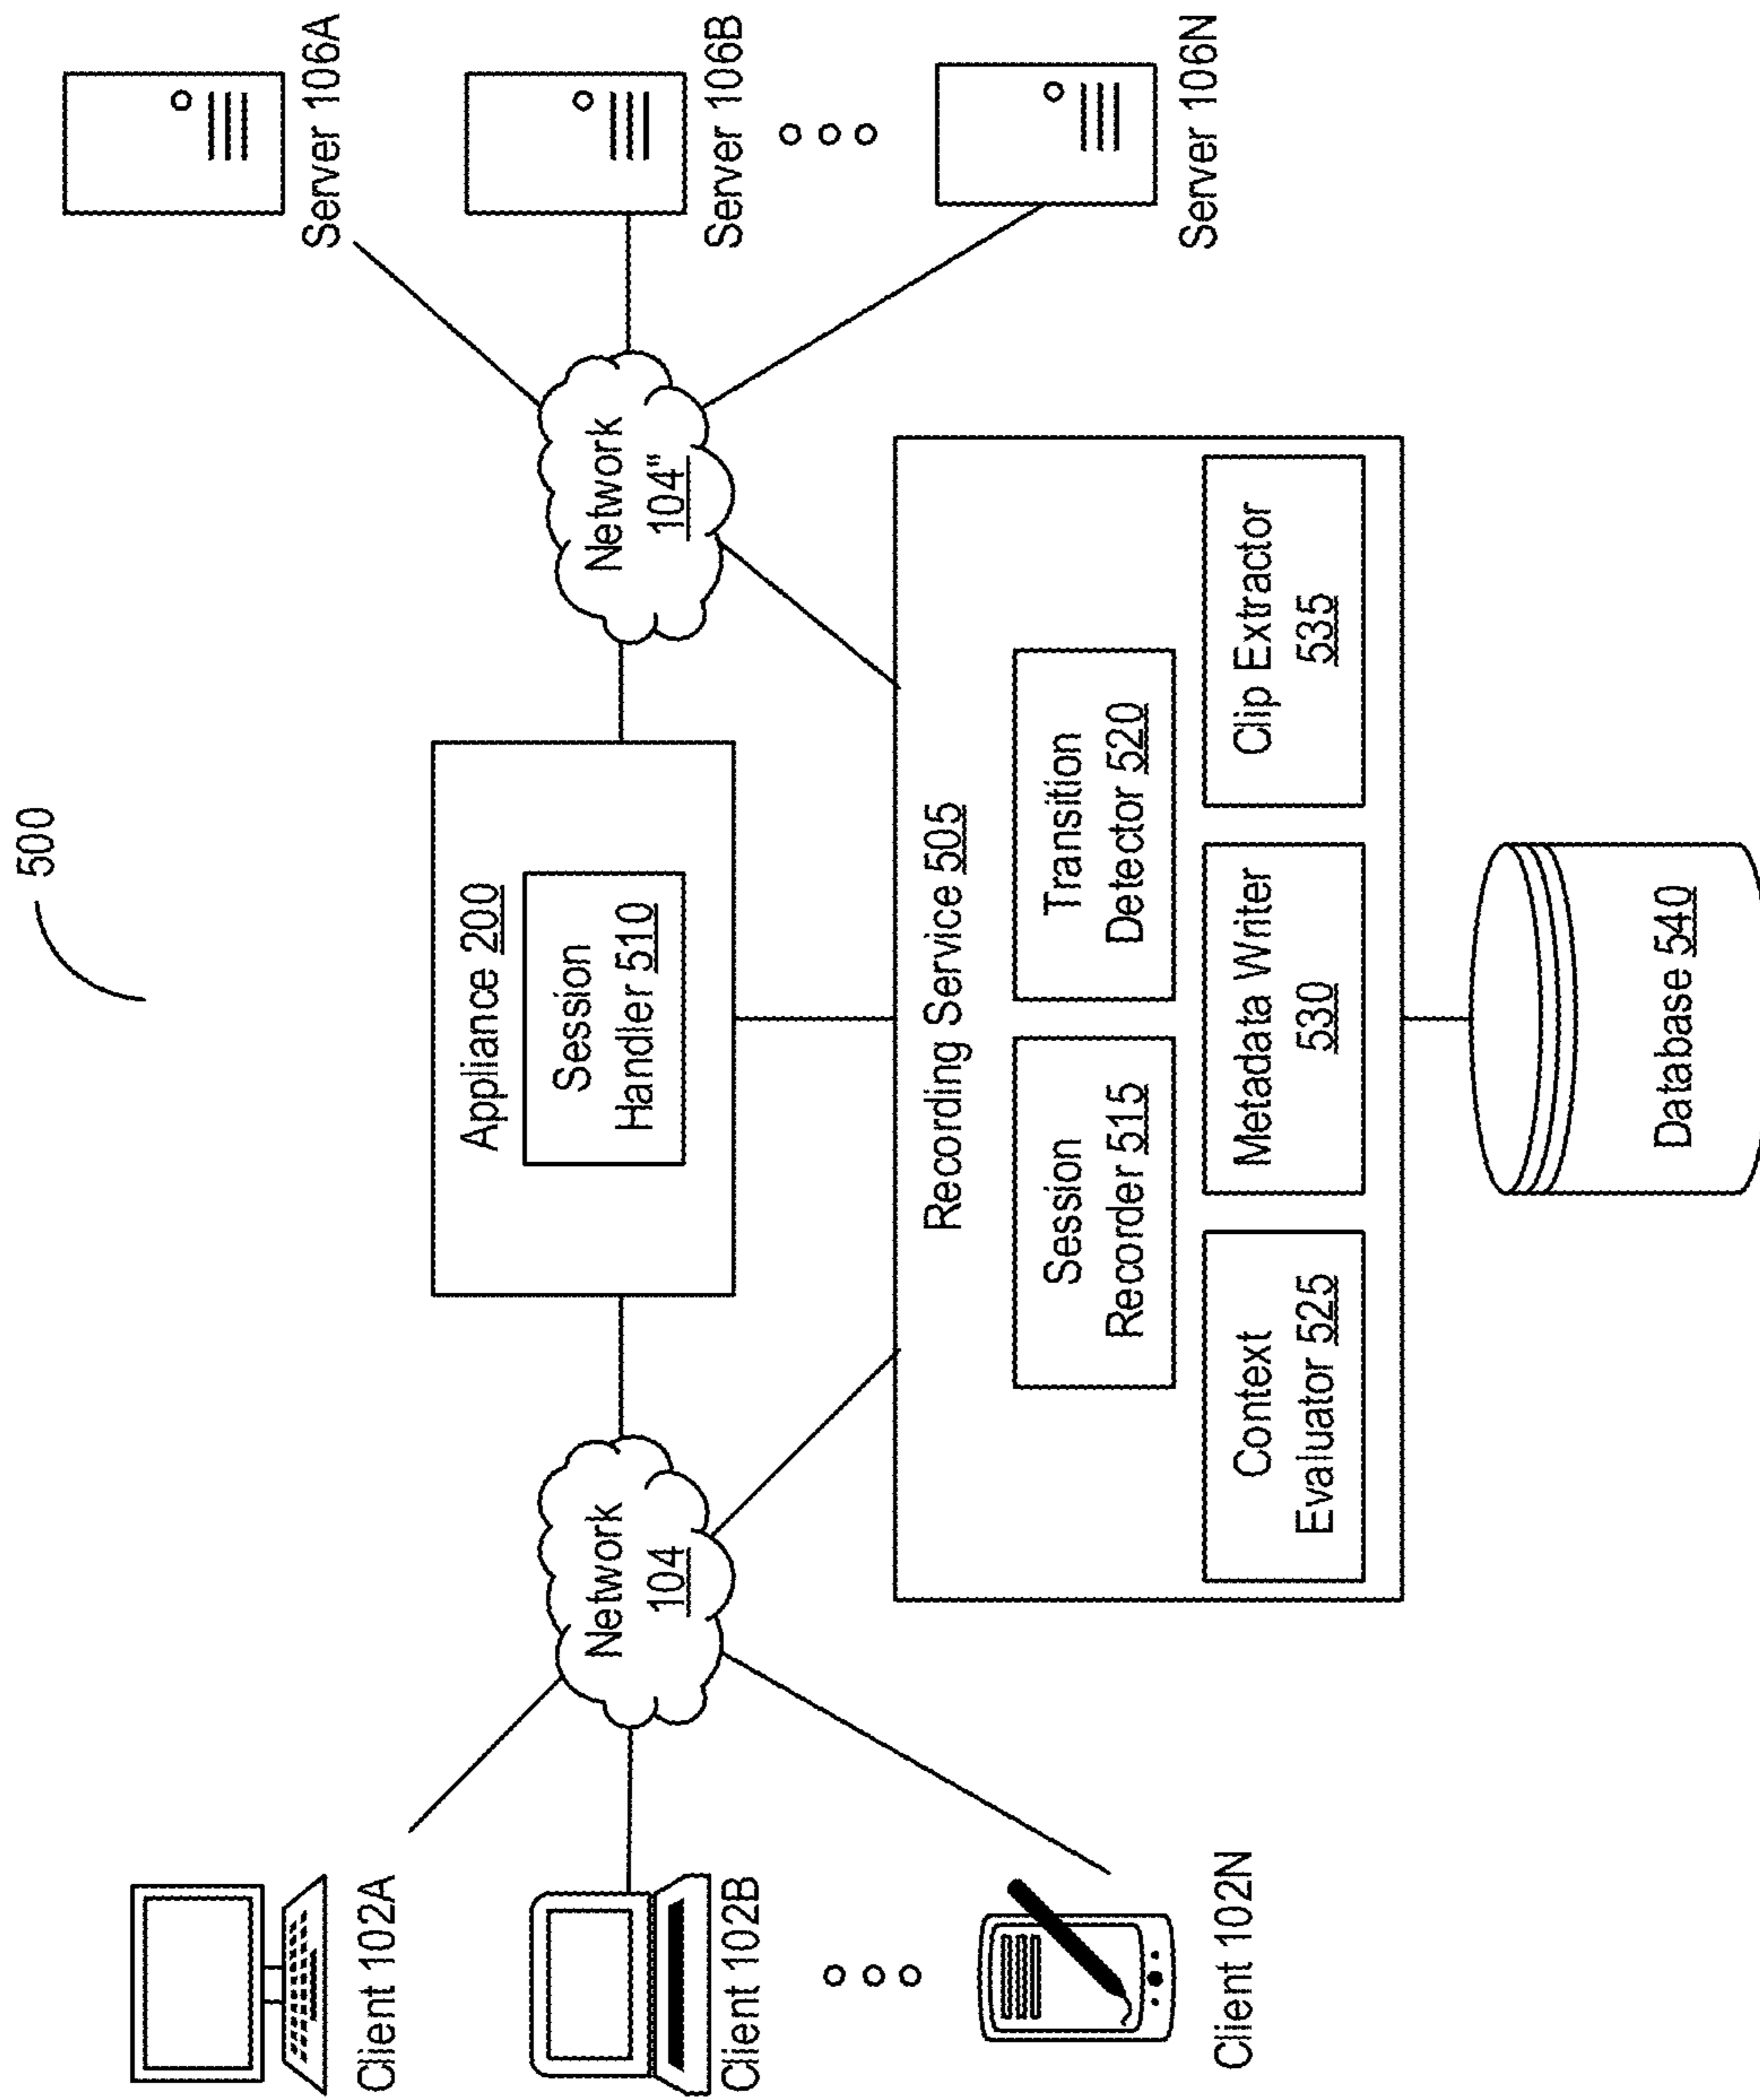 500
Client 102A
Client 102B
Client 102N
Network
104
Appliance 200
Session
Handler 510
Network
104"
Server 106A
Server 106B
Server 106N
Recording Service 505
Session
Recorder 515
Transition
Detector 520
Context
Evaluator 525
Metadata Writer
530
Clip Extractor
535
Database 540